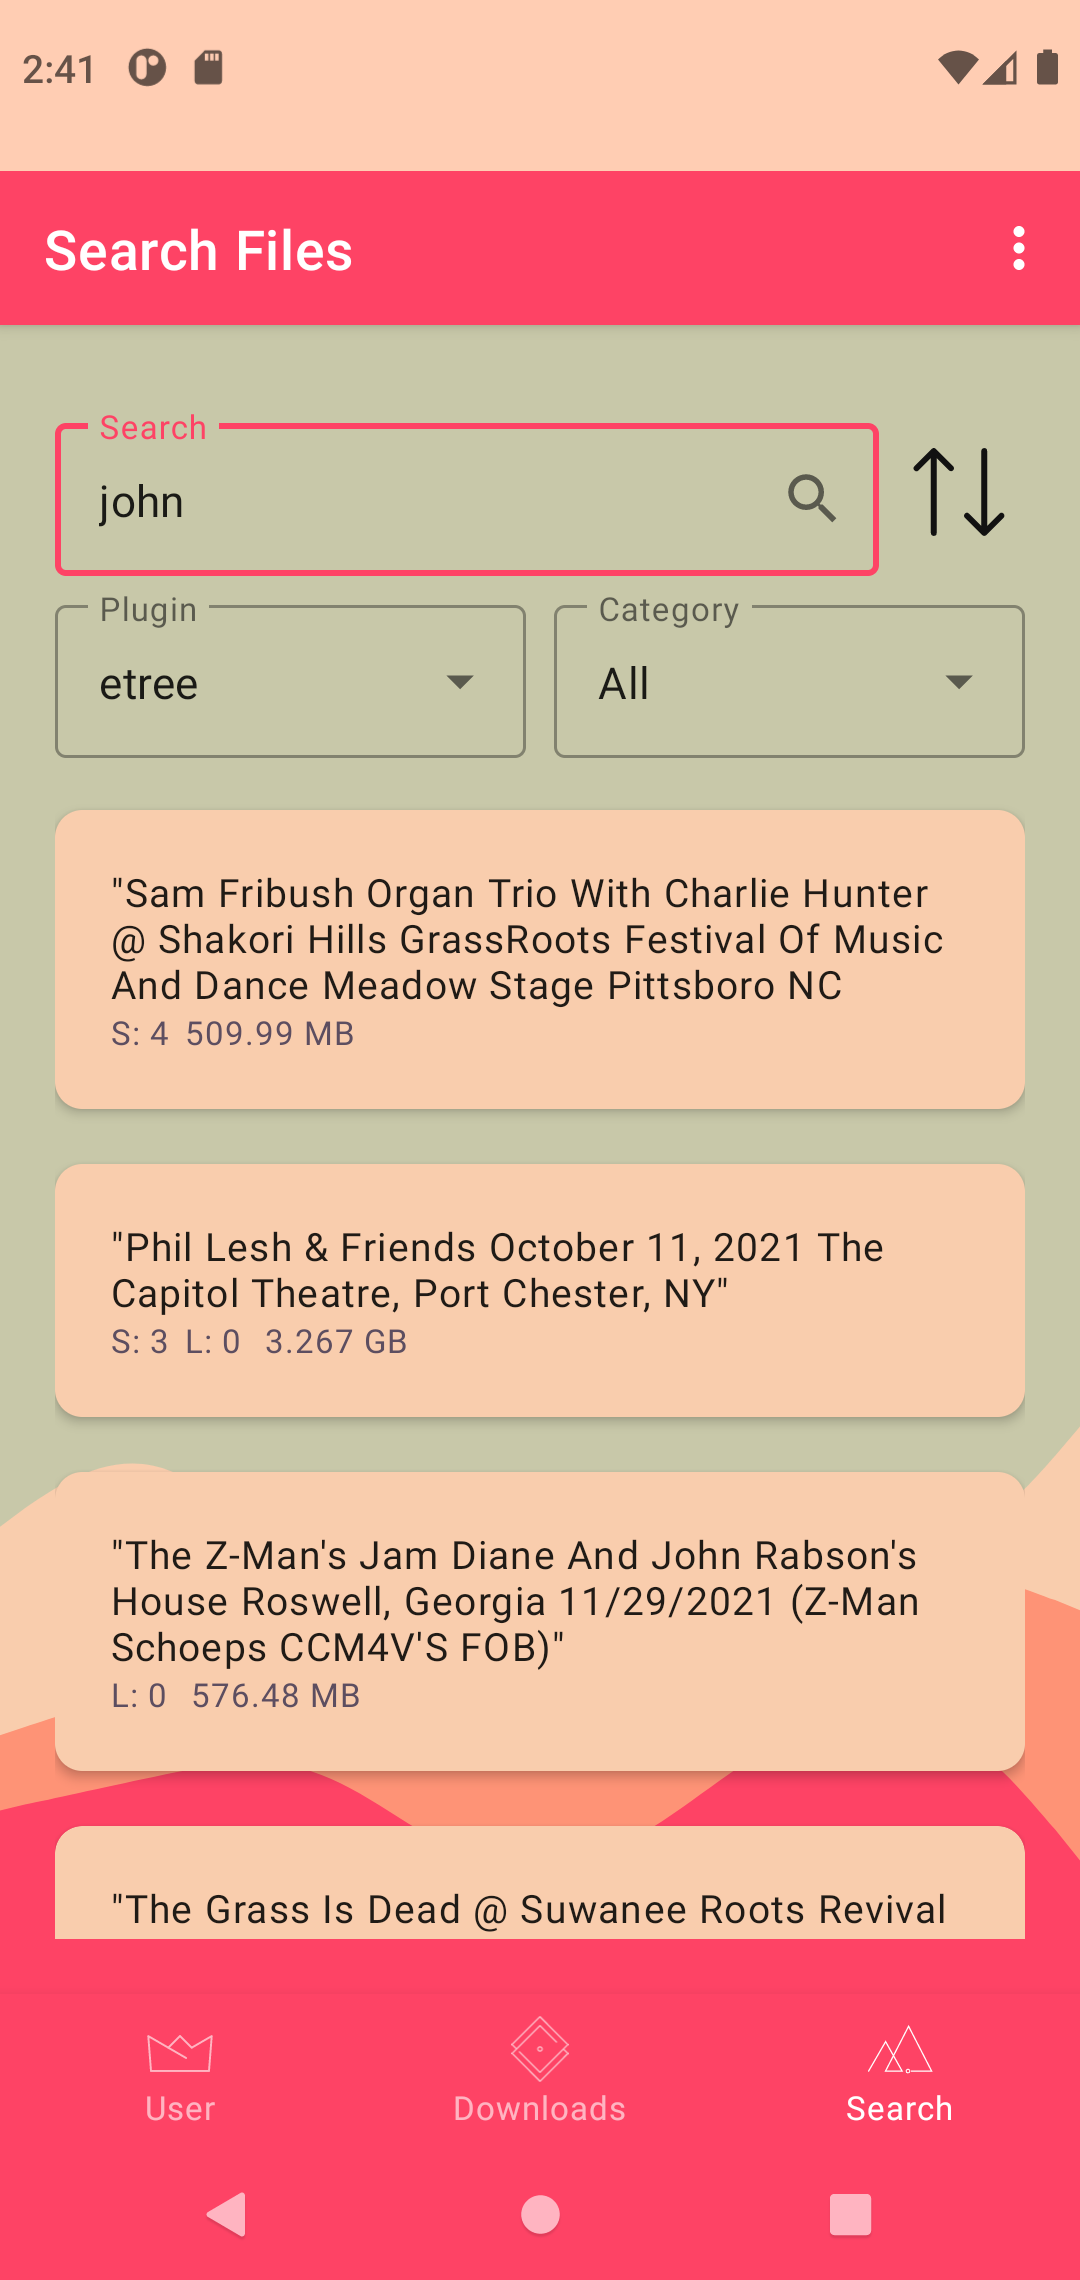 2:41
Search Files
Search
john
Plugin
Category
etree
All
"Sam Fribush Organ Trio With Charlie Hunter
@ Shakori Hills GrassRoots Festival Of Music
And Dance Meadow Stage Pittsboro NC
S: 4 509.99 MB
"Phil Lesh & Friends October 11, 2021 The
Capitol Theatre, Port Chester, NY"
S: 3 L: 0 3.267 GB
"The Z-Man's Jam Diane And John Rabson's
House Roswell, Georgia 11/29/2021 (Z-Man
Schoeps CCM4V'S FOB)"
L: 0 576.48 MB
"The Grass Is Dead @ Suwanee Roots Revival
User
Downloads
Search